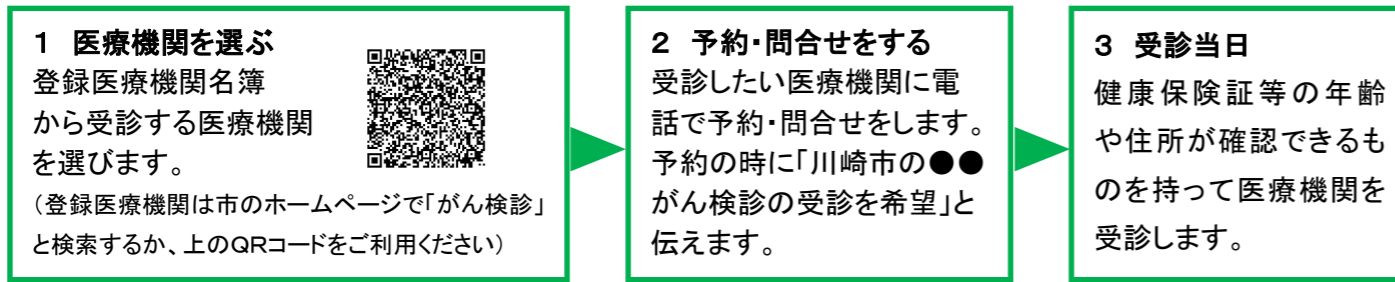 1 医療機関を選ぶ
登録医療機関名簿
から受診する医療機関
を選びます。
（登録医療機関は市のホームページで「がん検診」
と検索するか、上のQRコードをご利用ください）
2 予約・問合せをする
受診したい医療機関に電
話で予約・問合せをします。
予約の時に「川崎市の●●
がん検診の受診を希望」と
伝えます。
3 受診当日
健康保険証等の年齢
や住所が確認できるも
のを持って医療機関を
受診します。